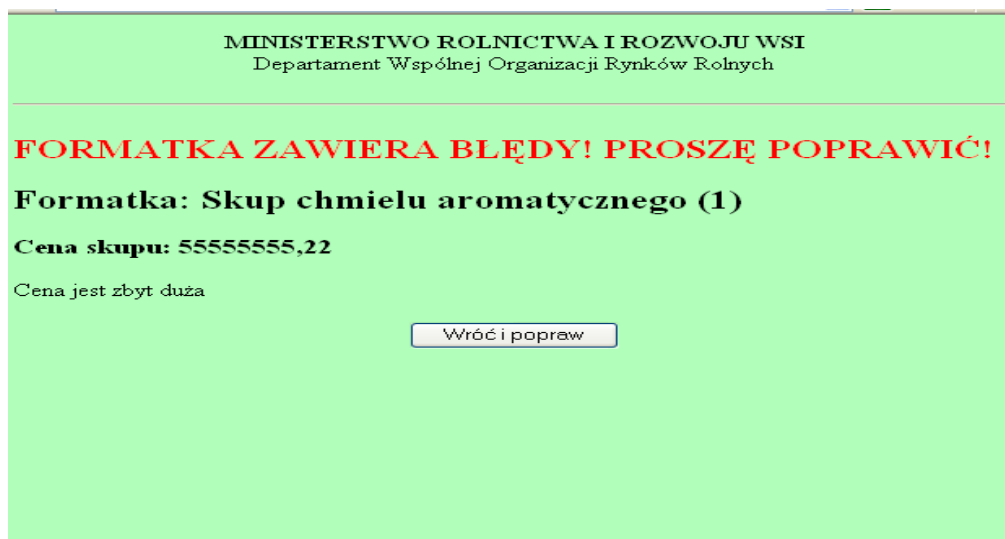 MINISTERSTWO ROLNICTWA I ROZWOJU WSI
Departament Wspólnej Organizacji Rynków Rolnych
FORMATKA ZAWIERA BŁĘDY! PROSZĘ POPRAWIĆ!
Formatka: Skup chmielu aromatycznego (1)
Cena skupu: 55555555,22
Cena jest zbyt duża
Wróć i popraw